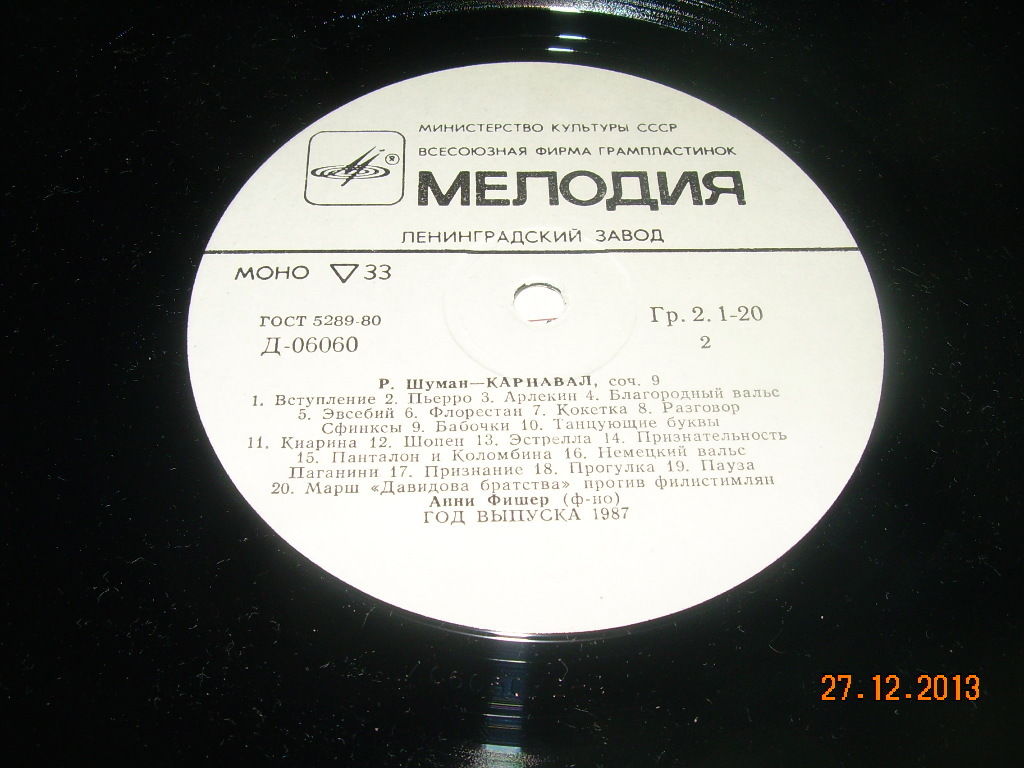 МИНИСТЕРСТВО КУЛЬТУРЫ СССР
ВСЕСОЮЗНАЯ ФИРМА ГРАМПЛАСТИНОК
®
МЕЛОДИЯ
ЛЕНИНГРАДСКИЙ ЗАВОД
МОНО ▽ 33
ГОСТ 5289-80
Гр. 2. 1-20
Д-06060
2
Р. Шуман—КАРНАВАЛ, соч. 9
1. Вступление 2. Пьерро 3. Арлекин 4. Благородный вальс
5. Эвсебий 6. Флорестан 7. Кокетка 8. Разговор
Сфинксы 9. Бабочки 10. Танцующие буквы
11. Киарина 12. Шопен 13. Эстрелла 14. Признательность
15. Панталон и Коломбина 16. Немецкий вальс
Паганини 17. Признание 18. Прогулка 19. Пауза
20. Марш «Давидова братства» против филистимлян
Анни Фишер (ф-но)
ГОД ВЫПУСКА 1987
27.12.2013